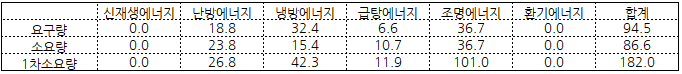 신재생에너지 난방에너지 냉방에너지 급탕에너지 조명에너지 환기에너지 합계
요구량 0.0 18.8 32.4 6.6 36.7 0.0 94.5
소요량 0.0 23.8 15.4 10.7 36.7 0.0 86.6
1차소요량 0.0 26.8 42.3 11.9 101.0 0.0 182.0